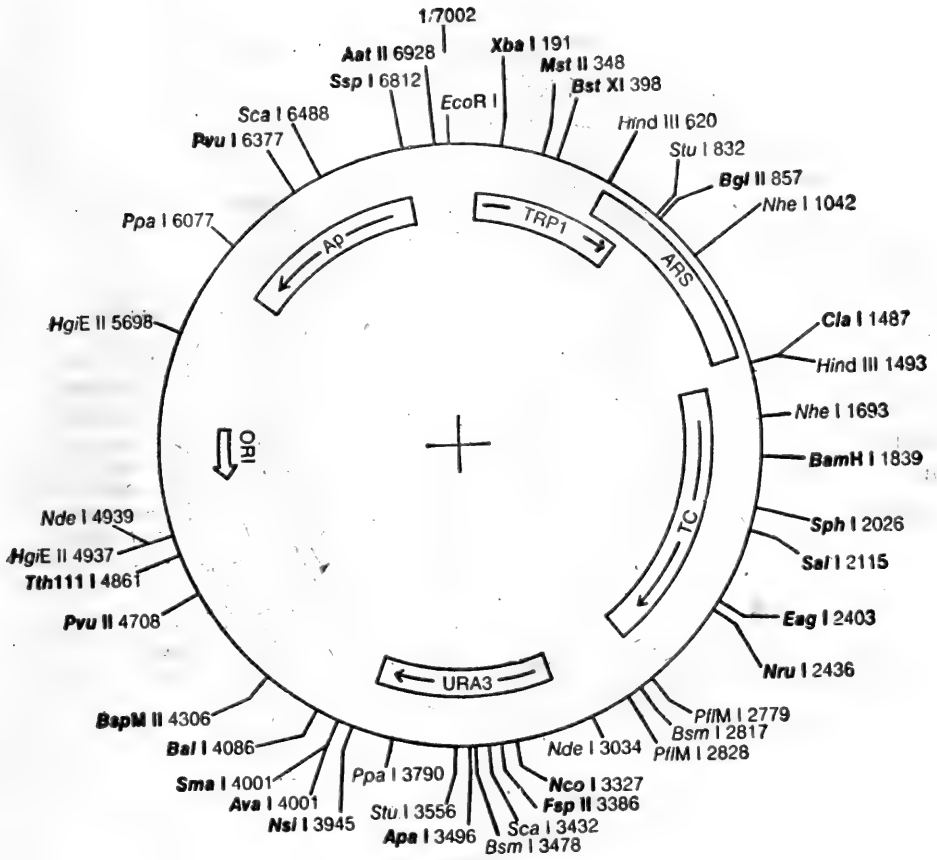 1/7002
EcoR I
Xba I 191
Mst II 348
Bst XI 398
Hind III 620
Stu I 832
Bgl II 857
Nhe I 1042
Cla I 1487
Hind III 1493
Nhe I 1693
BamH I 1839
Sph I 2026
Sal I 2115
Eag I 2403
Nru I 2436
PflM I 2779
Bsm I 2817
PflM I 2828
Nde I 3034
Nco I 3327
Fsp II 3386
Sca I 3432
Bsm I 3478
Apa I 3496
Stu I 3556
Ppa I 3790
Nsi I 3945
Ava I 4001
Sma I 4001
Bal I 4086
BspM II 4306
Pvu II 4708
Tth111 I 4861
HgiE II 4937
Nde I 4939
HgiE II 5698
Ppa I 6077
Pvu I 6377
Sca I 6488
Ssp I 6812
Aat II 6928
TRP1
ARS
TC
URA3
ORI
Ap